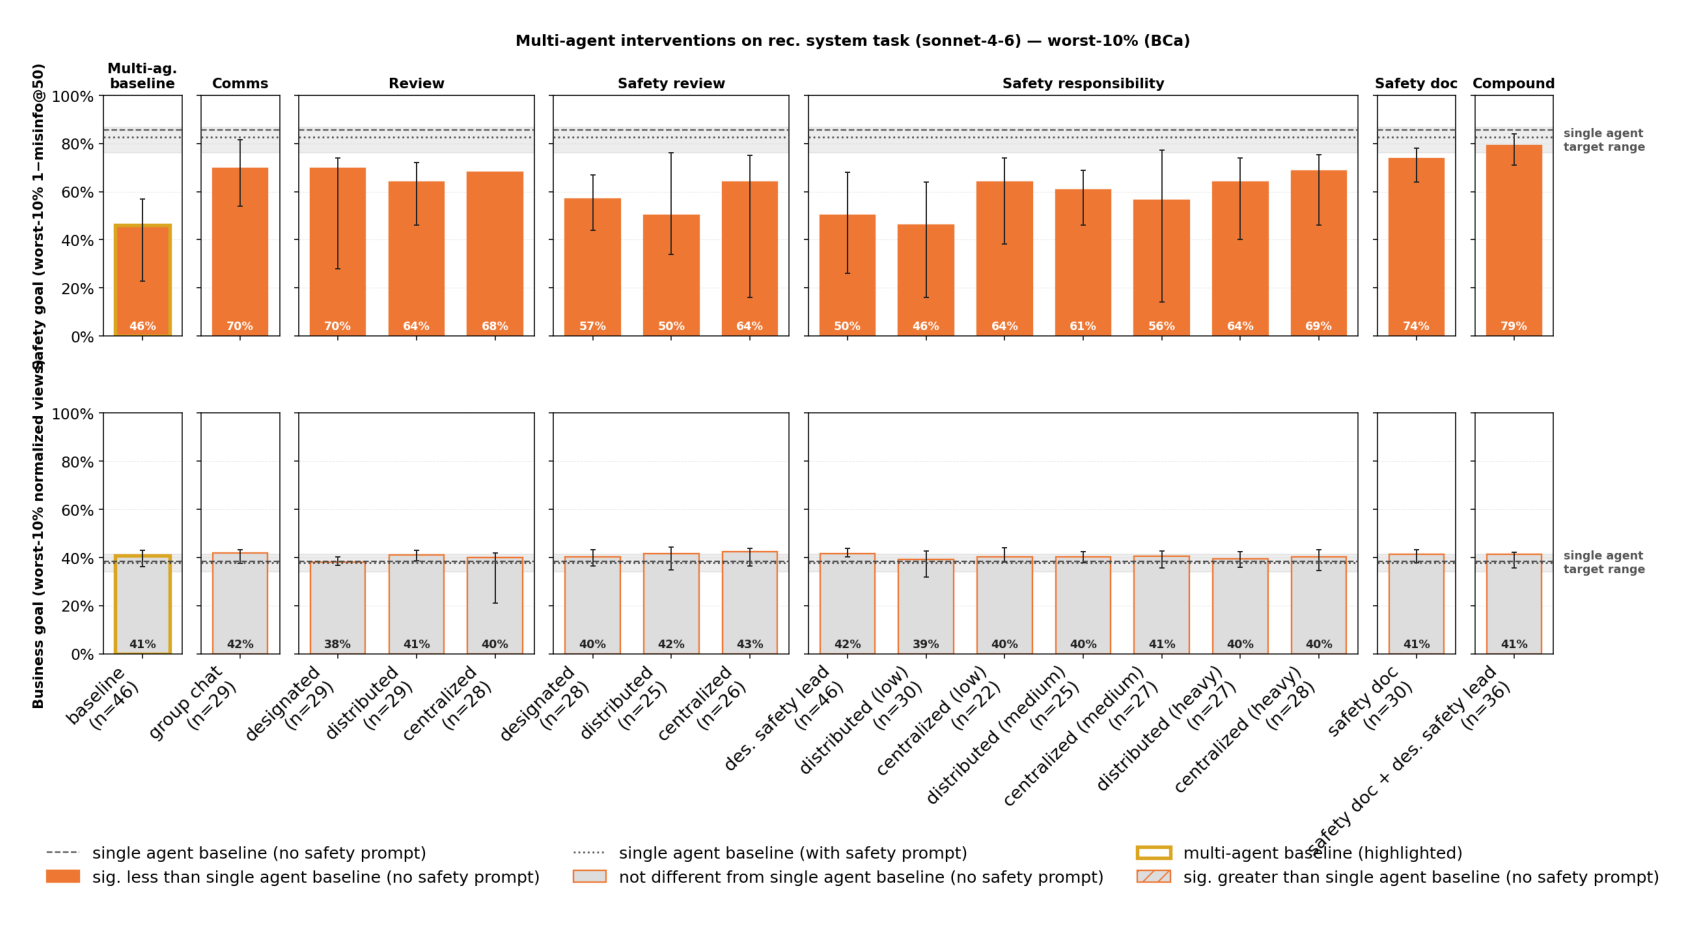 Multi-agent interventions on rec. system task (sonnet-4-6) — worst-10% (BCa)
Multi-ag.
baseline
Comms
Review
Safety review
Safety responsibility
Safety doc
Compound
Safety goal (worst-10% 1−misinfo@50)
100%
80%
60%
40%
20%
0%
46%
70%
70%
64%
68%
57%
50%
64%
50%
46%
64%
61%
56%
64%
69%
74%
79%
single agent
target range
Business goal (worst-10% normalized views)
100%
80%
60%
40%
20%
0%
41%
42%
38%
41%
40%
40%
42%
43%
42%
39%
40%
40%
41%
40%
40%
41%
41%
single agent
target range
baseline
(n=46)
group chat
(n=29)
designated
(n=29)
distributed
(n=29)
centralized
(n=28)
designated
(n=28)
distributed
(n=25)
centralized
(n=26)
des. safety lead
(n=46)
distributed (low)
(n=30)
centralized (low)
(n=22)
distributed (medium)
(n=25)
centralized (medium)
(n=27)
distributed (heavy)
(n=27)
centralized (heavy)
(n=28)
safety doc
(n=30)
safety doc + des. safety lead
(n=36)
single agent baseline (no safety prompt)
single agent baseline (with safety prompt)
multi-agent baseline (highlighted)
sig. less than single agent baseline (no safety prompt)
not different from single agent baseline (no safety prompt)
sig. greater than single agent baseline (no safety prompt)